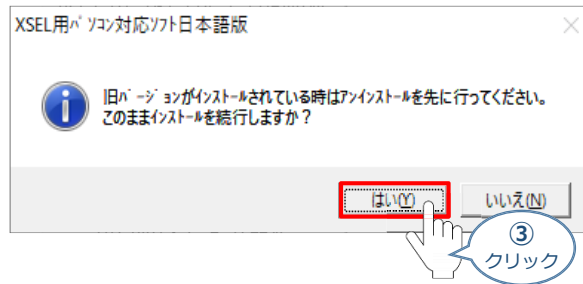 XSEL用ﾊﾟｿｺﾝ対応ｿﾌﾄ日本語版
旧ﾊﾞｰｼﾞｮﾝがｲﾝｽﾄｰﾙされている時はｱﾝｲﾝｽﾄｰﾙを先に行ってください。
このままｲﾝｽﾄｰﾙを続行しますか？
はい(Y)
いいえ(N)
③
クリック